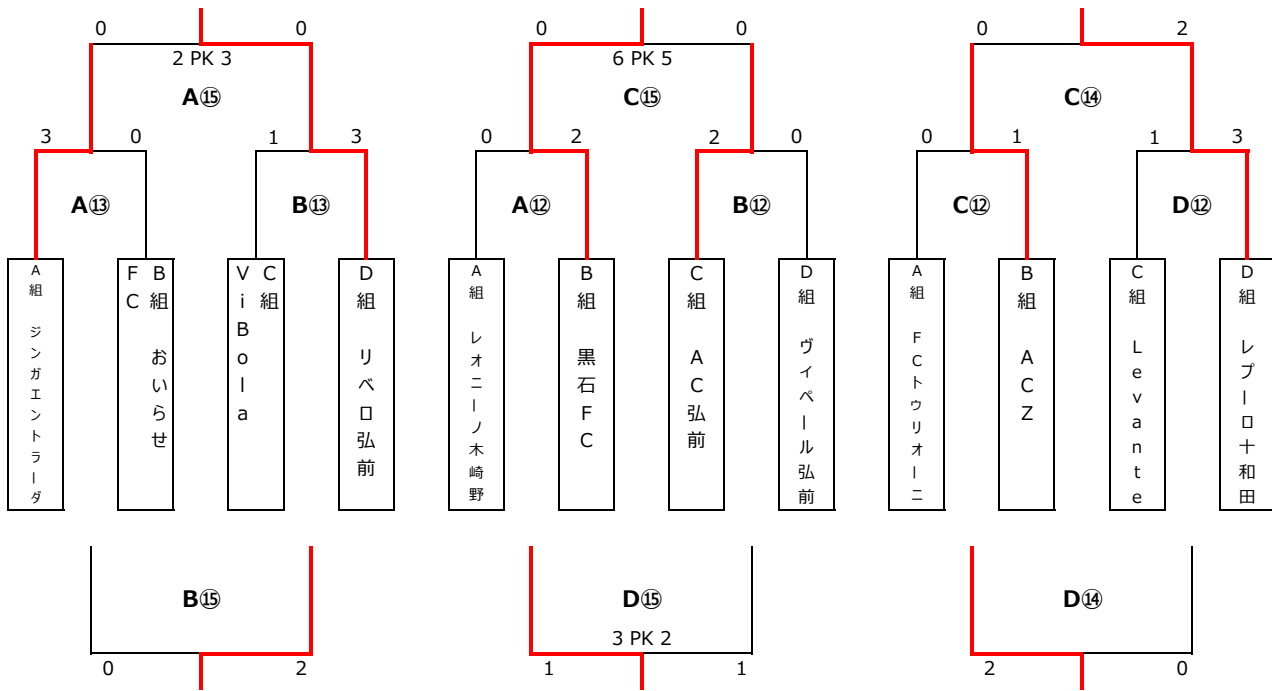 0 0 0 0 0 2
2 PK 3 6 PK 5
A⑮ C⑮ C⑭
3 0 1 3 0 2 2 0 0 1 1 3
A⑬ B⑬ A⑫ B⑫ C⑫ D⑫
A組 ジンガエントラーダ
B組 おいらせ
FC
C組
ViBola
D組 リベロ弘前
A組 レオニーノ木崎野
B組 黒石FC
C組 AC弘前
D組 ヴィペール弘前
A組 FCトゥリオーニ
B組 ACZ
C組 Levante
D組 レプーロ十和田
B⑮ D⑮ D⑭
3 PK 2
0 2 1 1 2 0